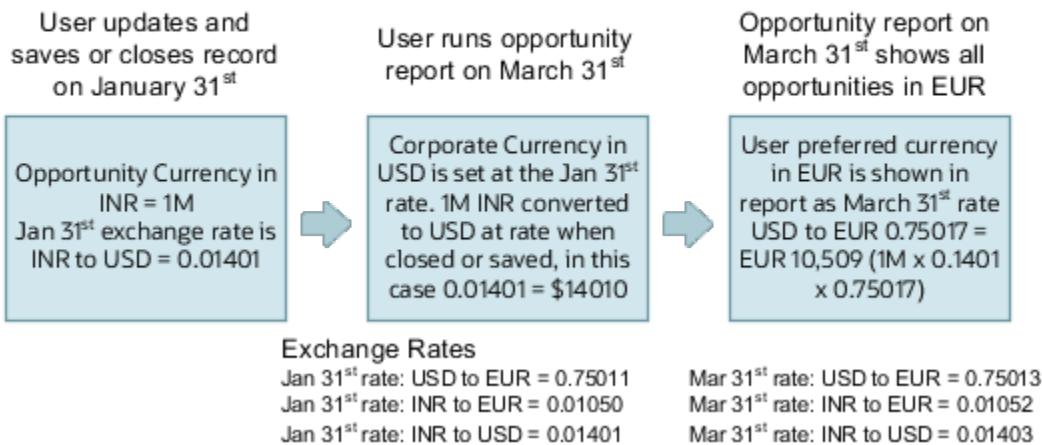 User updates and
saves or closes record
on January 31st
User runs opportunity
report on March 31st
Opportunity report on
March 31st shows all
opportunities in EUR
Opportunity Currency in
INR = 1M
Jan 31st exchange rate is
INR to USD = 0.01401
Corporate Currency in
USD is set at the Jan 31st
rate. 1M INR converted
to USD at rate when
closed or saved, in this
case 0.01401 = $14010
User preferred currency
in EUR is shown in
report as March 31st rate
USD to EUR 0.75017 =
EUR 10,509 (1M x 0.1401
x 0.75017)
Exchange Rates
Jan 31st rate: USD to EUR = 0.75011
Jan 31st rate: INR to EUR = 0.01050
Jan 31st rate: INR to USD = 0.01401
Mar 31st rate: USD to EUR = 0.75013
Mar 31st rate: INR to EUR = 0.01052
Mar 31st rate: INR to USD = 0.01403